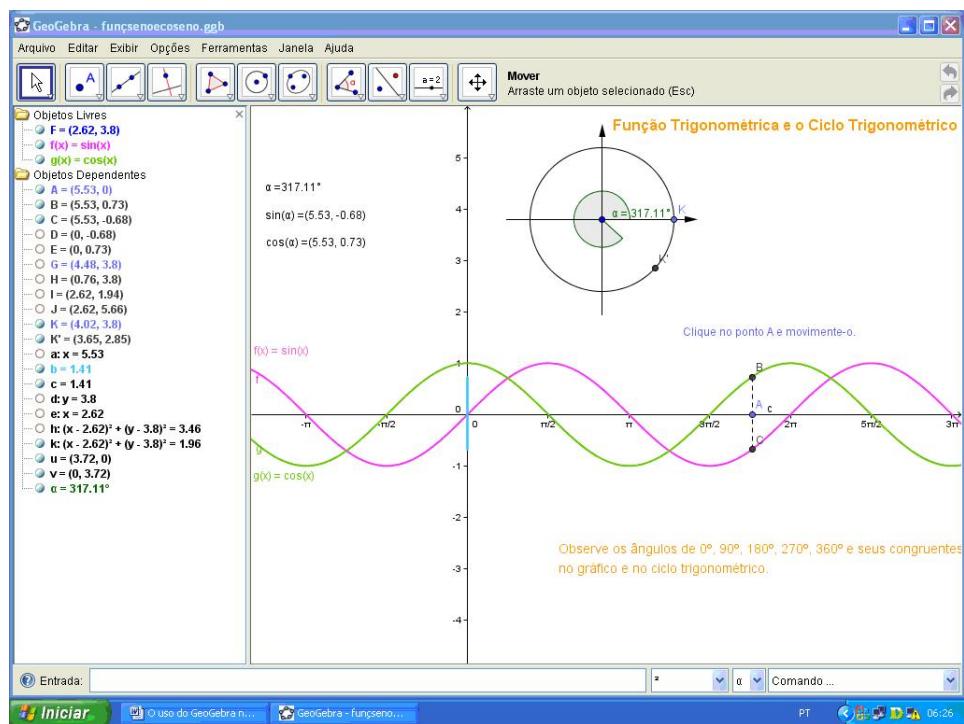 GeoGebra - funçsenoecoseno.ggb
Arquivo Editar Exibir Opções Ferramentas Janela Ajuda
A
α
a=2
Mover
Arraste um objeto selecionado (Esc)
Objetos Livres
F = (2.62, 3.8)
f(x) = sin(x)
g(x) = cos(x)
Objetos Dependentes
A = (5.53, 0)
B = (5.53, 0.73)
C = (5.53, -0.68)
D = (0, -0.68)
E = (0, 0.73)
G = (4.48, 3.8)
H = (0.76, 3.8)
I = (2.62, 1.94)
J = (2.62, 5.66)
K = (4.02, 3.8)
K' = (3.65, 2.85)
a: x = 5.53
b = 1.41
c = 1.41
d: y = 3.8
e: x = 2.62
h: (x - 2.62)² + (y - 3.8)² = 3.46
k: (x - 2.62)² + (y - 3.8)² = 1.96
u = (3.72, 0)
v = (0, 3.72)
α = 317.11º
Função Trigonométrica e o Ciclo Trigonométrico
α =317.11°
sin(α) =(5.53, -0.68)
cos(α) =(5.53, 0.73)
α = 317.11°
K
K'
Clique no ponto A e movimente-o.
f(x) = sin(x)
f
g
g(x) = cos(x)
B
A
c
C
5
4
3
2
1
0
-1
-2
-3
-4
-π
-π/2
0
π/2
π
3π/2
2π
5π/2
3π
Observe os ângulos de 0º, 90º, 180º, 270º, 360º e seus congruentes
no gráfico e no ciclo trigonométrico.
Entrada:
²
α
Comando ...
Iniciar
O uso do GeoGebra n...
GeoGebra - funçseno...
PT
06:26